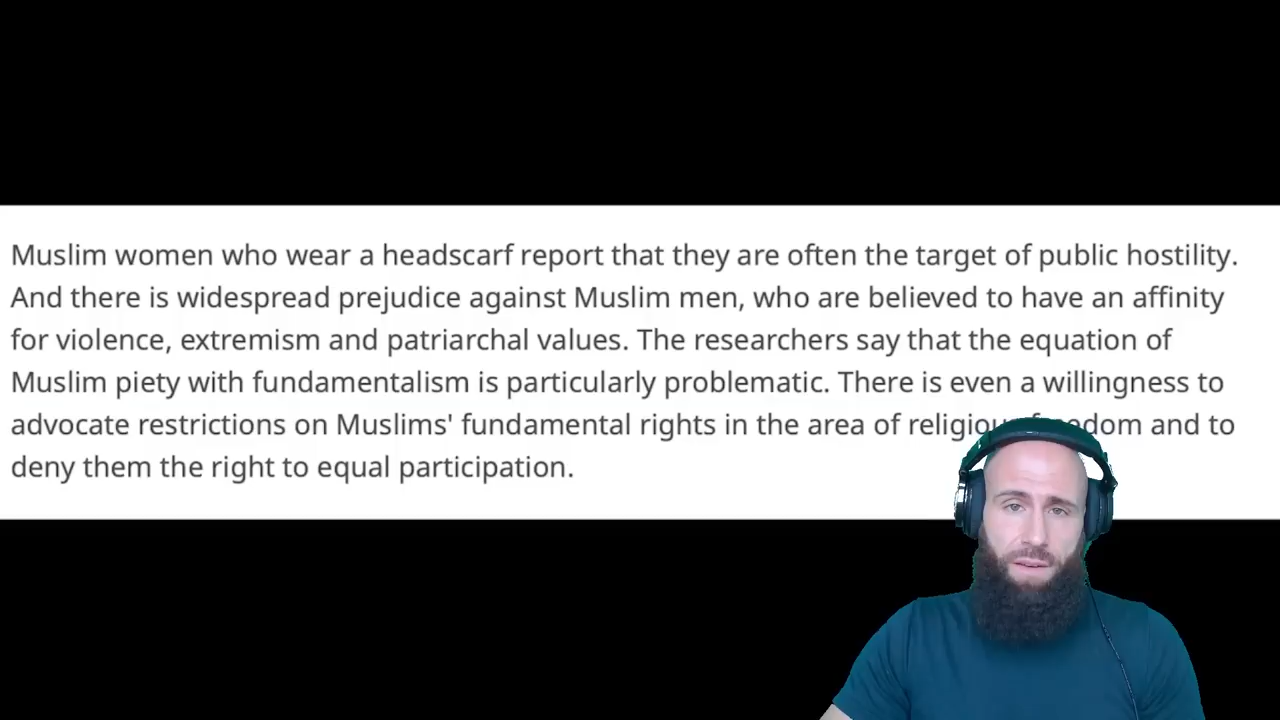 Muslim women who wear a headscarf report that they are often the target of public hostility.
And there is widespread prejudice against Muslim men, who are believed to have an affinity
for violence, extremism and patriarchal values. The researchers say that the equation of
Muslim piety with fundamentalism is particularly problematic. There is even a willingness to
advocate restrictions on Muslims' fundamental rights in the area of religious freedom and to
deny them the right to equal participation.